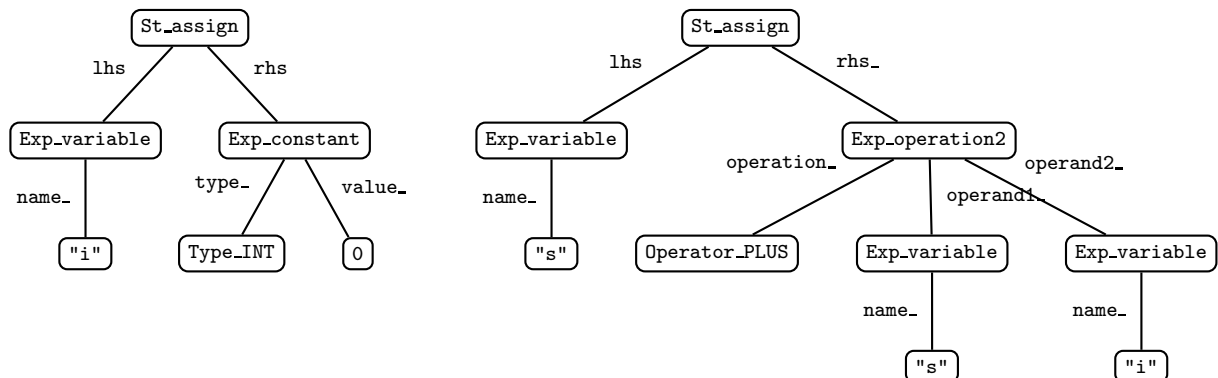 St_assign St_assign
lhs rhs lhs rhs_
Exp_variable Exp_constant Exp_variable Exp_operation2
name_ type_ value_ name_ operation_ operand1_ operand2_
"i" Type_INT 0 "s" Operator_PLUS Exp_variable Exp_variable
name_ name_
"s" "i"